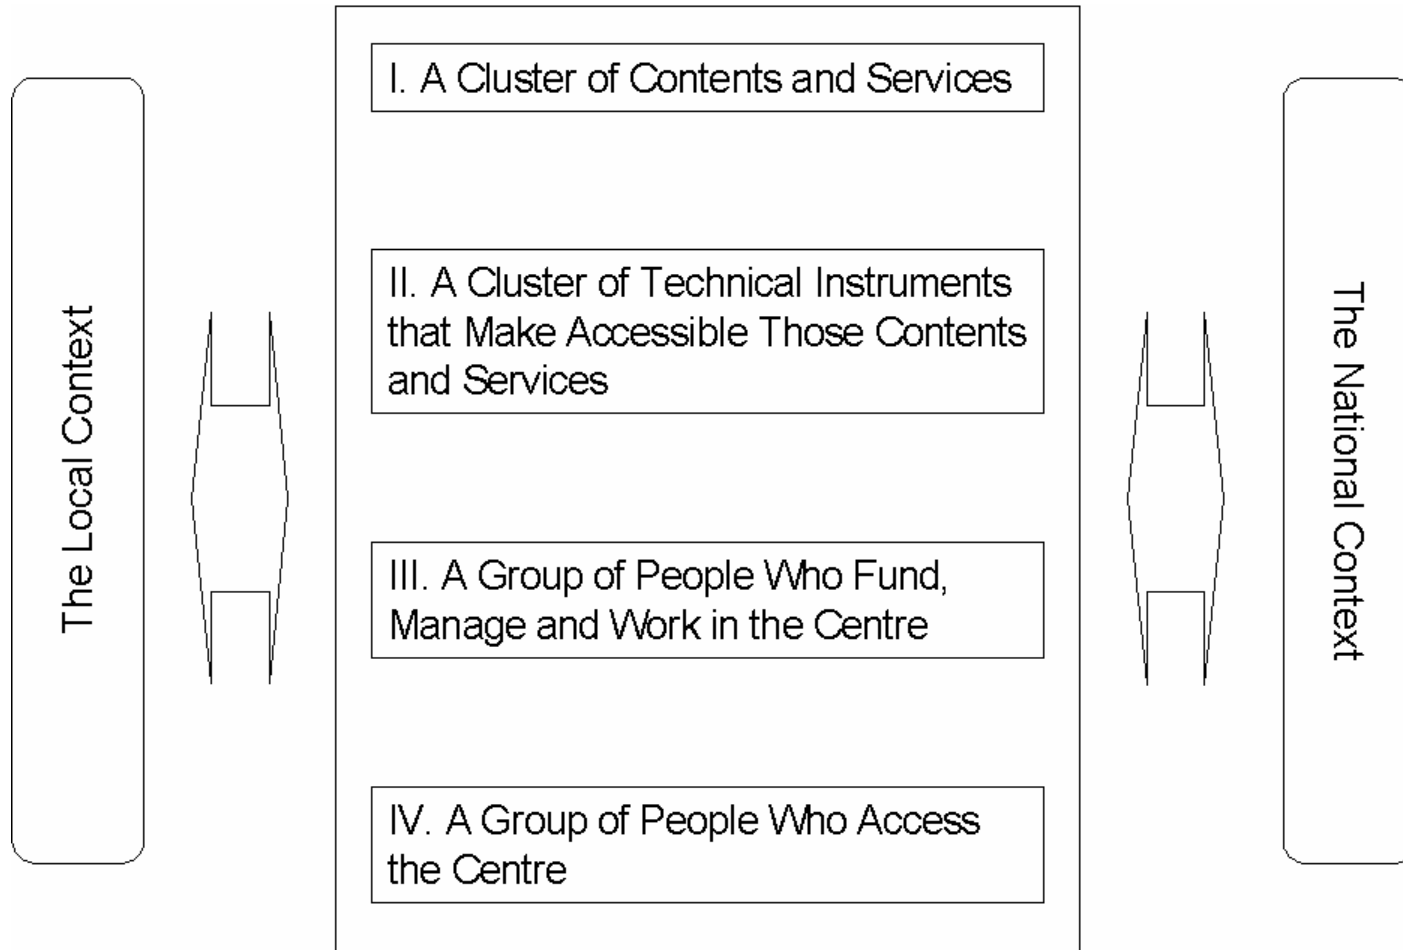 The Local Context
I. A Cluster of Contents and Services
II. A Cluster of Technical Instruments
that Make Accessible Those Contents
and Services
III. A Group of People Who Fund,
Manage and Work in the Centre
IV. A Group of People Who Access
the Centre
The National Context